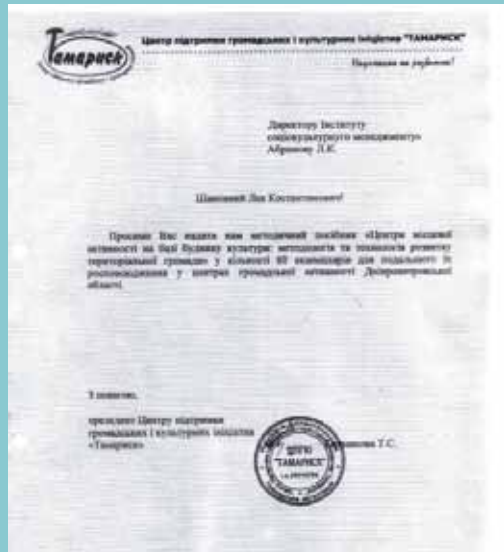 Тамариск
Центр підтримки громадських і культурних ініціатив "ТАМАРИСК"
Директору Інституту
соціокультурного менеджменту
Абрамову Л.К.
Шановний Лев Костянтинович!
Просимо Вас надати нам методичний посібник «Центри місцевої
активності на базі будинку культури: методологія та технологія розвитку
територіальної громади» у кількості 60 екземплярів для подальшого їх
розповсюдження у центрах громадської активності Дніпропетровської
області.
З повагою,
президент Центру підтримки
громадських і культурних ініціатив
«Тамариск» Т.С.
ЦПГКІ
"ТАМАРИСК"